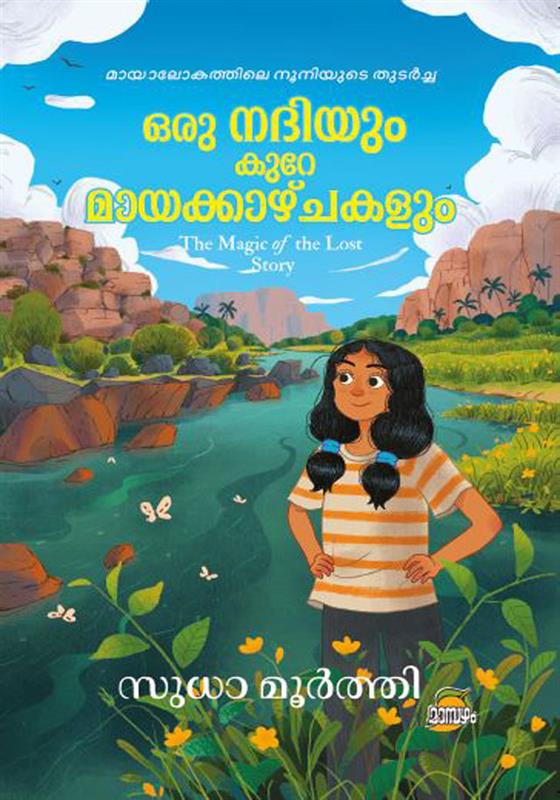 മായാലോകത്തിലെ നൂനിയുടെ തുടർച്ച
ഒരു നദിയും
കുറേ
മായക്കാഴ്ചകളും
The Magic of the Lost
Story
സുധാ മൂർത്തി
മാമ്പഴം